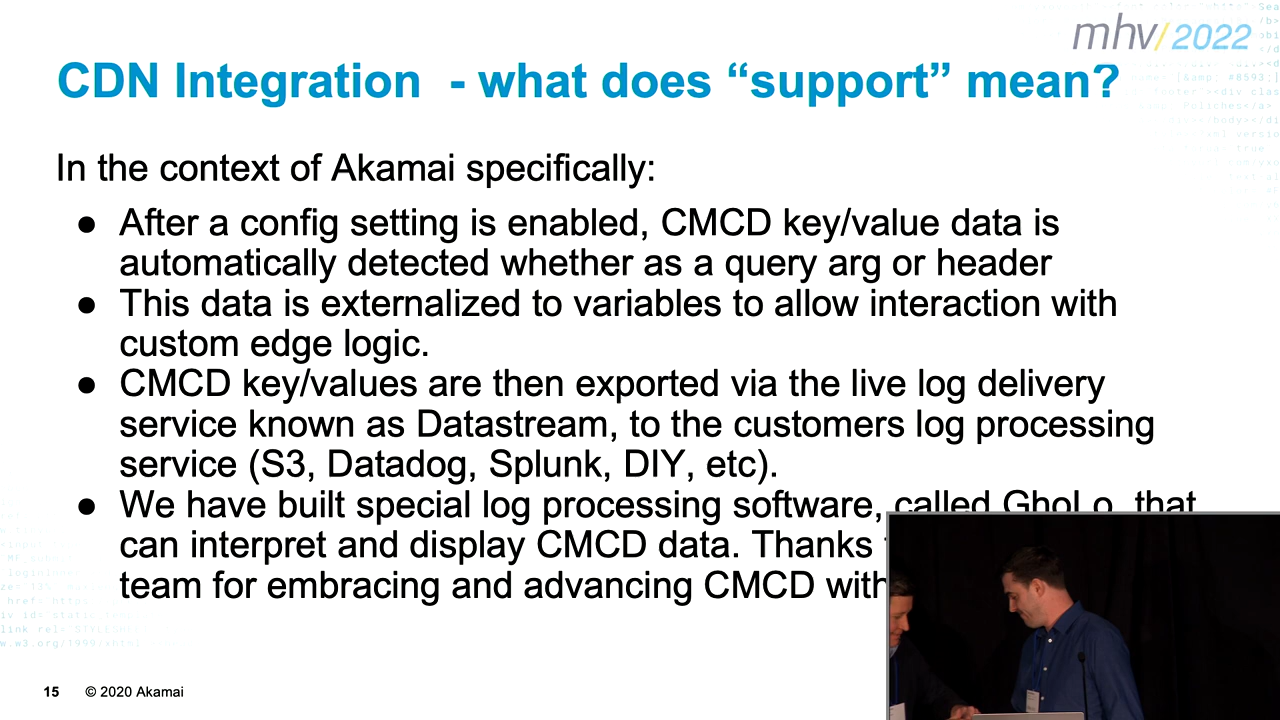 mhv/2022
CDN Integration - what does “support” mean?
In the context of Akamai specifically:
● After a config setting is enabled, CMCD key/value data is
automatically detected whether as a query arg or header
● This data is externalized to variables to allow interaction with
custom edge logic.
● CMCD key/values are then exported via the live log delivery
service known as Datastream, to the customers log processing
service (S3, Datadog, Splunk, DIY, etc).
● We have built special log processing software, called GhoLo, that
can interpret and display CMCD data. Thanks
team for embracing and advancing CMCD with
15 © 2020 Akamai